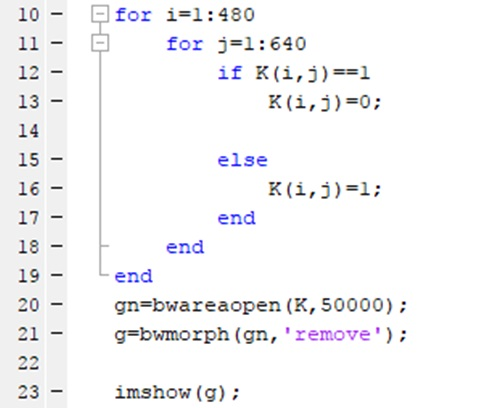 10 - for i=1:480
11 - for j=1:640
12 - if K(i,j)==1
13 - K(i,j)=0;
14
15 - else
16 - K(i,j)=1;
17 - end
18 - end
19 - end
20 - gn=bwareaopen(K,50000);
21 - g=bwmorph(gn,'remove');
22
23 - imshow(g);